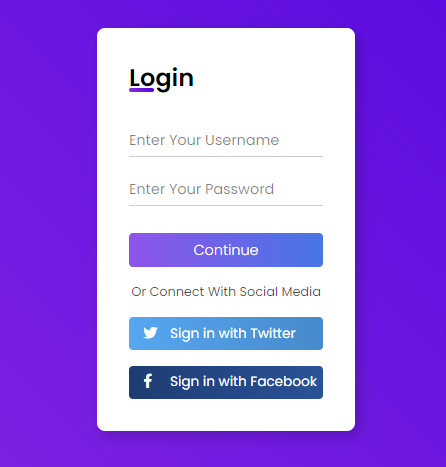 Login
Enter Your Username
Enter Your Password
Continue
Or Connect With Social Media
Sign in with Twitter
Sign in with Facebook